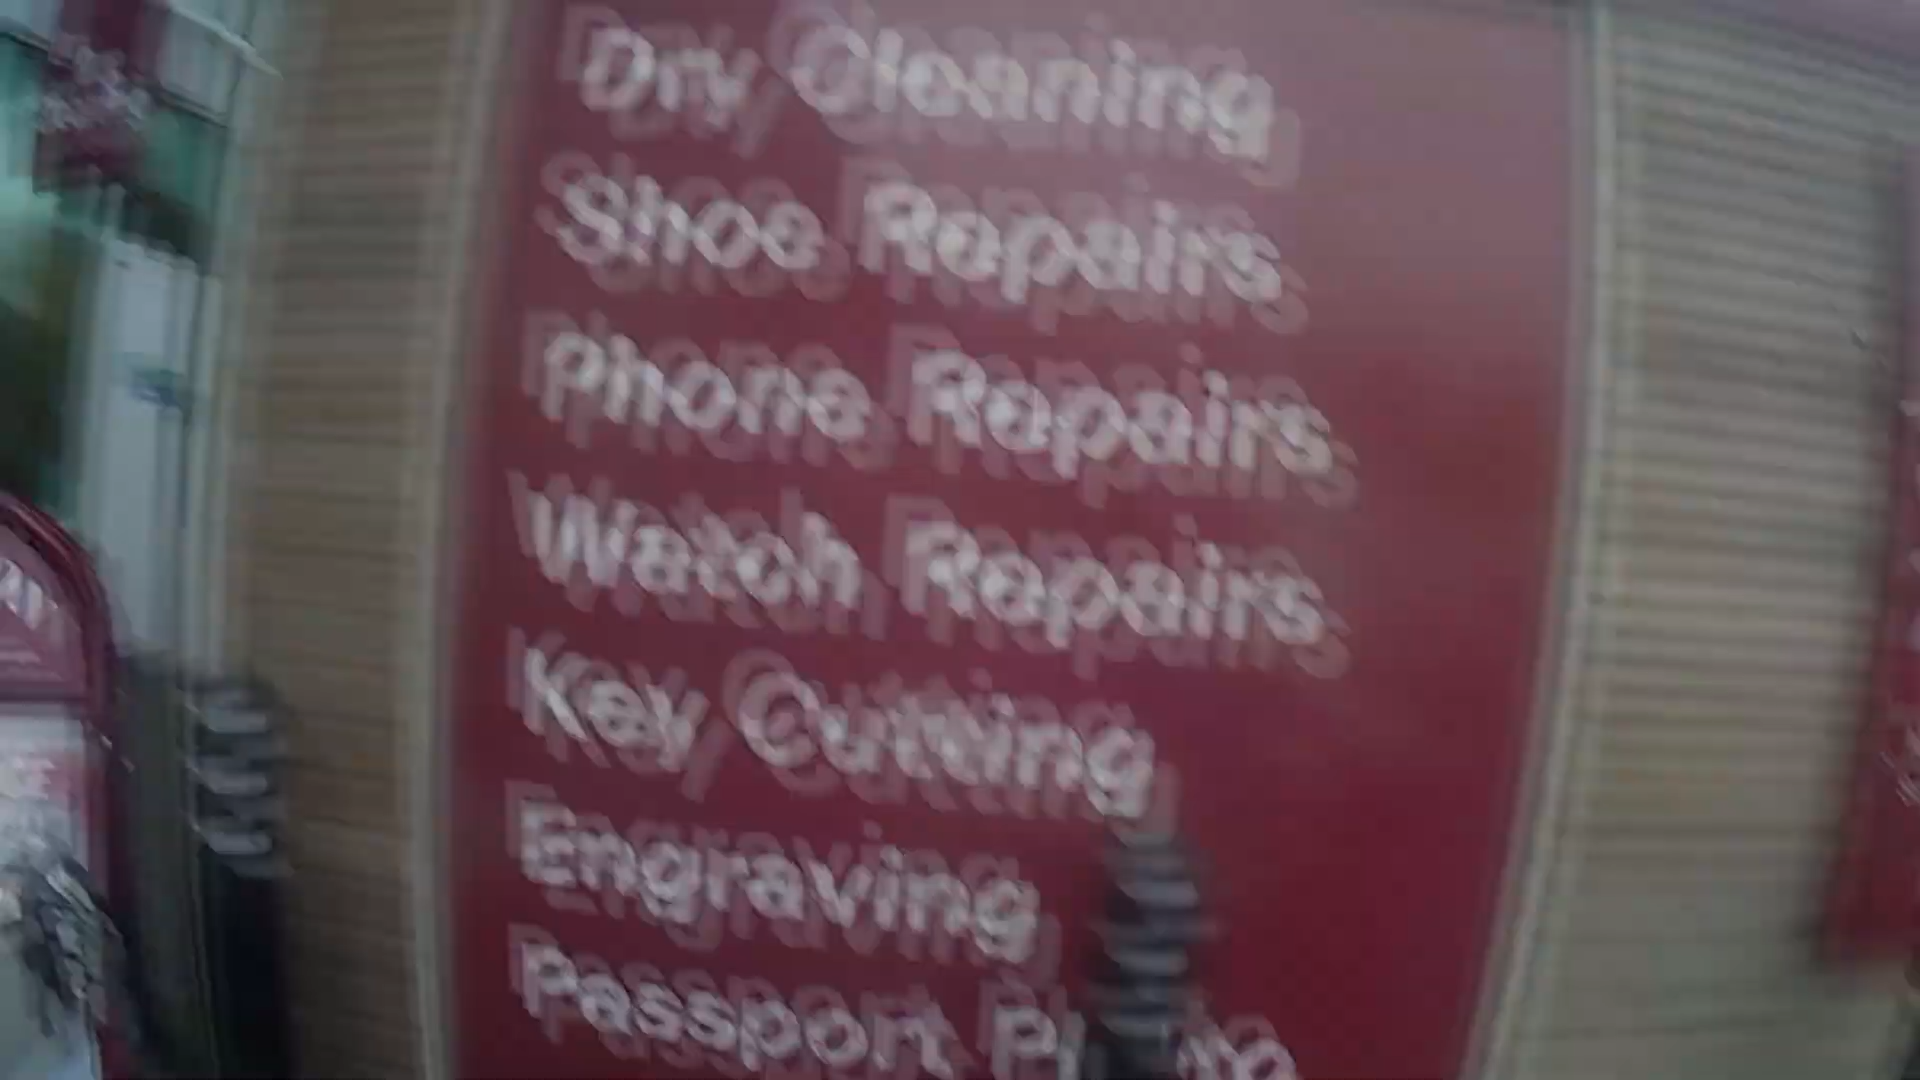 Dry Cleaning
Shoe Repairs
Phone Repairs
Watch Repairs
Key Cutting
Engraving
Passport